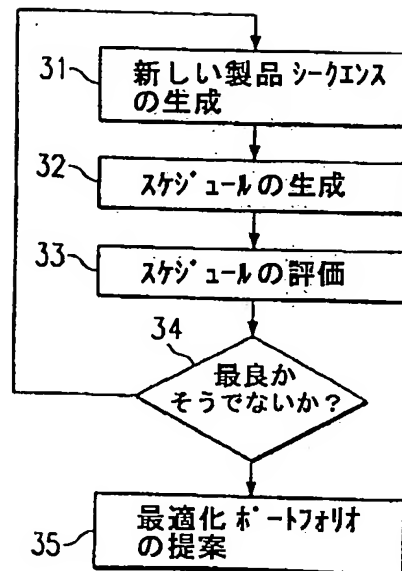 31
新しい製品 ｼｰｸｴﾝｽ
の生成
32
ｽｹｼﾞｭｰﾙの生成
33
ｽｹｼﾞｭｰﾙの評価
34
最良か
そうでないか？
35
最適化 ﾎﾟｰﾄﾌｫﾘｵ
の提案